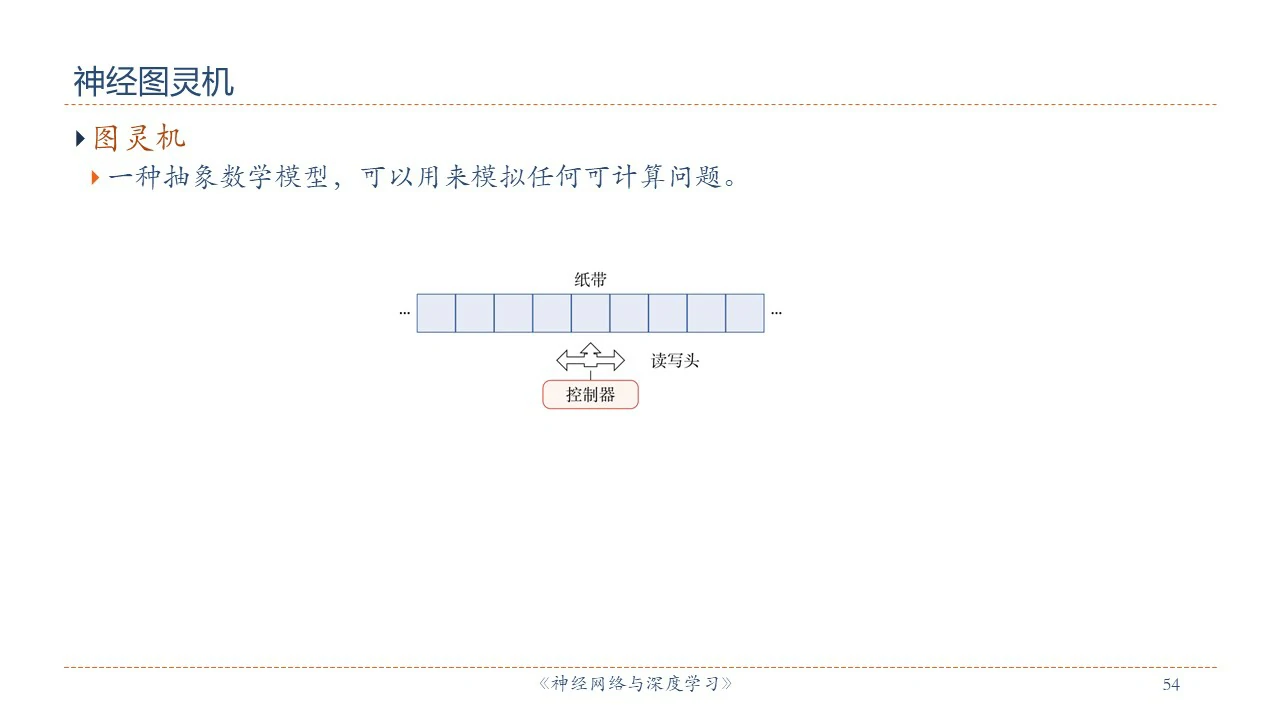 神经图灵机
图灵机
一种抽象数学模型，可以用来模拟任何可计算问题。
纸带
... ...
读写头
控制器
《神经网络与深度学习》 54